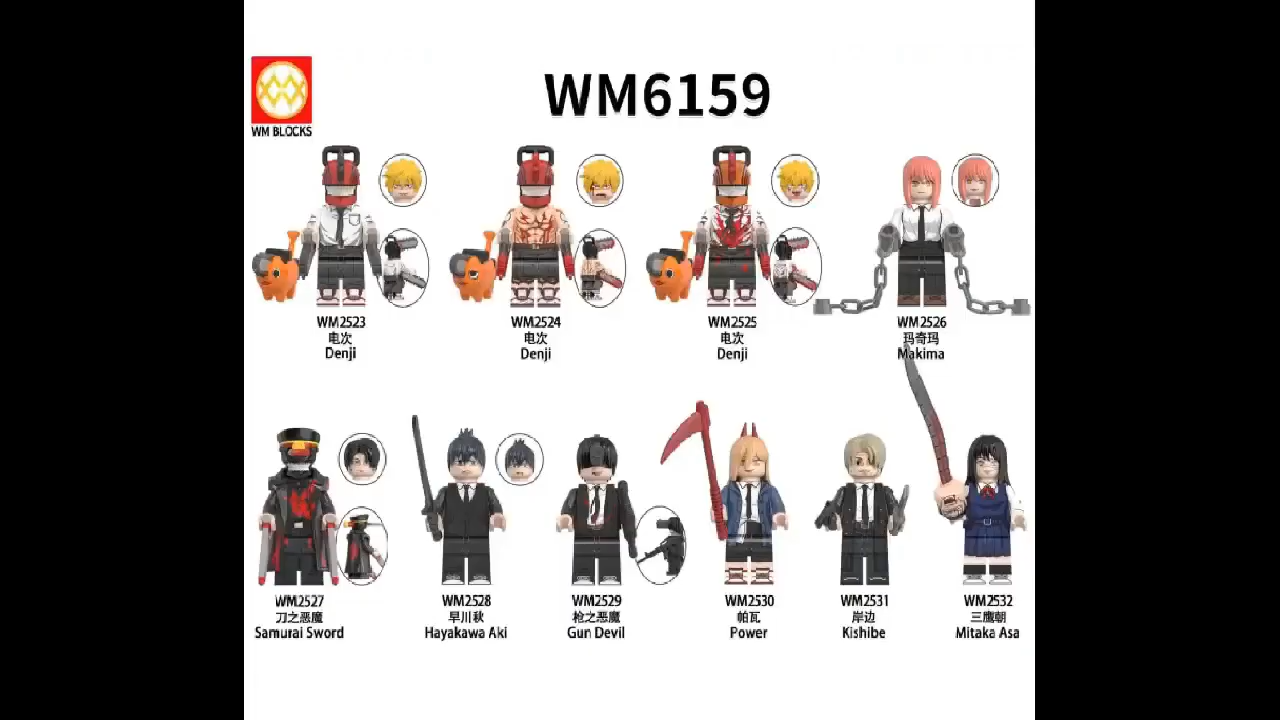 WM BLOCKS
WM6159
WM2523
电次
Denji
WM2524
电次
Denji
WM2525
电次
Denji
WM2526
玛奇玛
Makima
WM2527
刀之恶魔
Samurai Sword
WM2528
早川秋
Hayakawa Aki
WM2529
枪之恶魔
Gun Devil
WM2530
帕瓦
Power
WM2531
岸边
Kishibe
WM2532
三鹰朝
Mitaka Asa